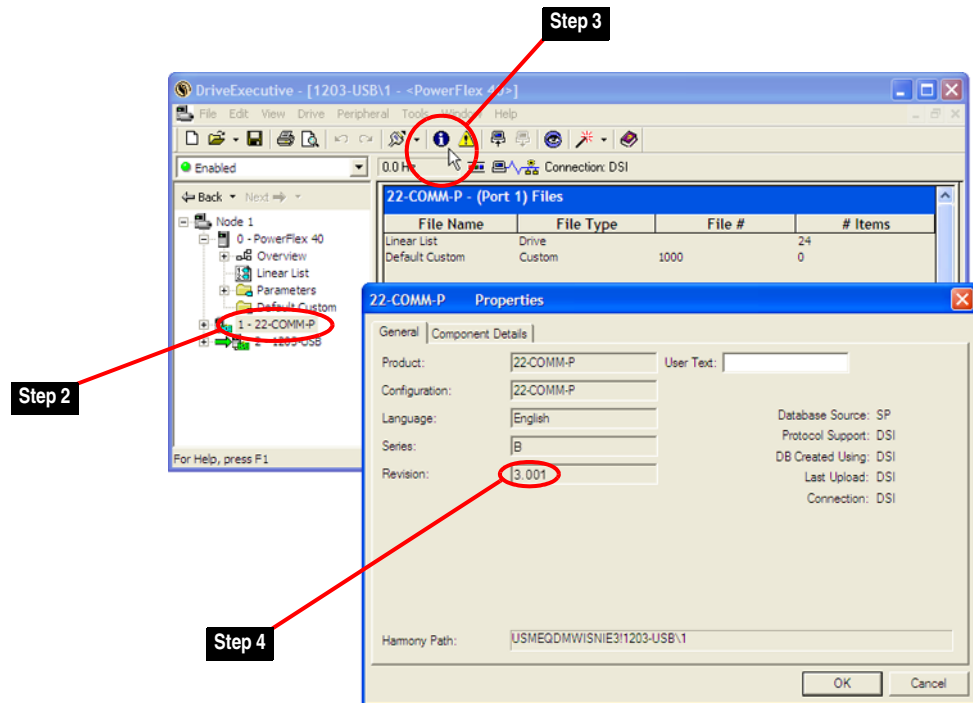 Step 3
DriveExecutive - [1203-USB\1 - <PowerFlex 40>]
File Edit View Drive Peripheral Tools Window Help
Enabled
0.0 Hz
Connection: DSI
Back Next
Node 1
0 - PowerFlex 40
Overview
Linear List
Parameters
Default Custom
1 - 22-COMM-P
2 - 1203-USB
For Help, press F1
22-COMM-P - (Port 1) Files
File Name File Type File # # Items
Linear List Drive 24
Default Custom Custom 1000 0
Step 2
22-COMM-P Properties
General Component Details
Product: 22-COMM-P User Text:
Configuration: 22-COMM-P
Language: English
Series: B
Revision: 3.001
Database Source: SP
Protocol Support: DSI
DB Created Using: DSI
Last Upload: DSI
Connection: DSI
Step 4
Harmony Path: USMEQDMWISNIE3!1203-USB\1
OK Cancel